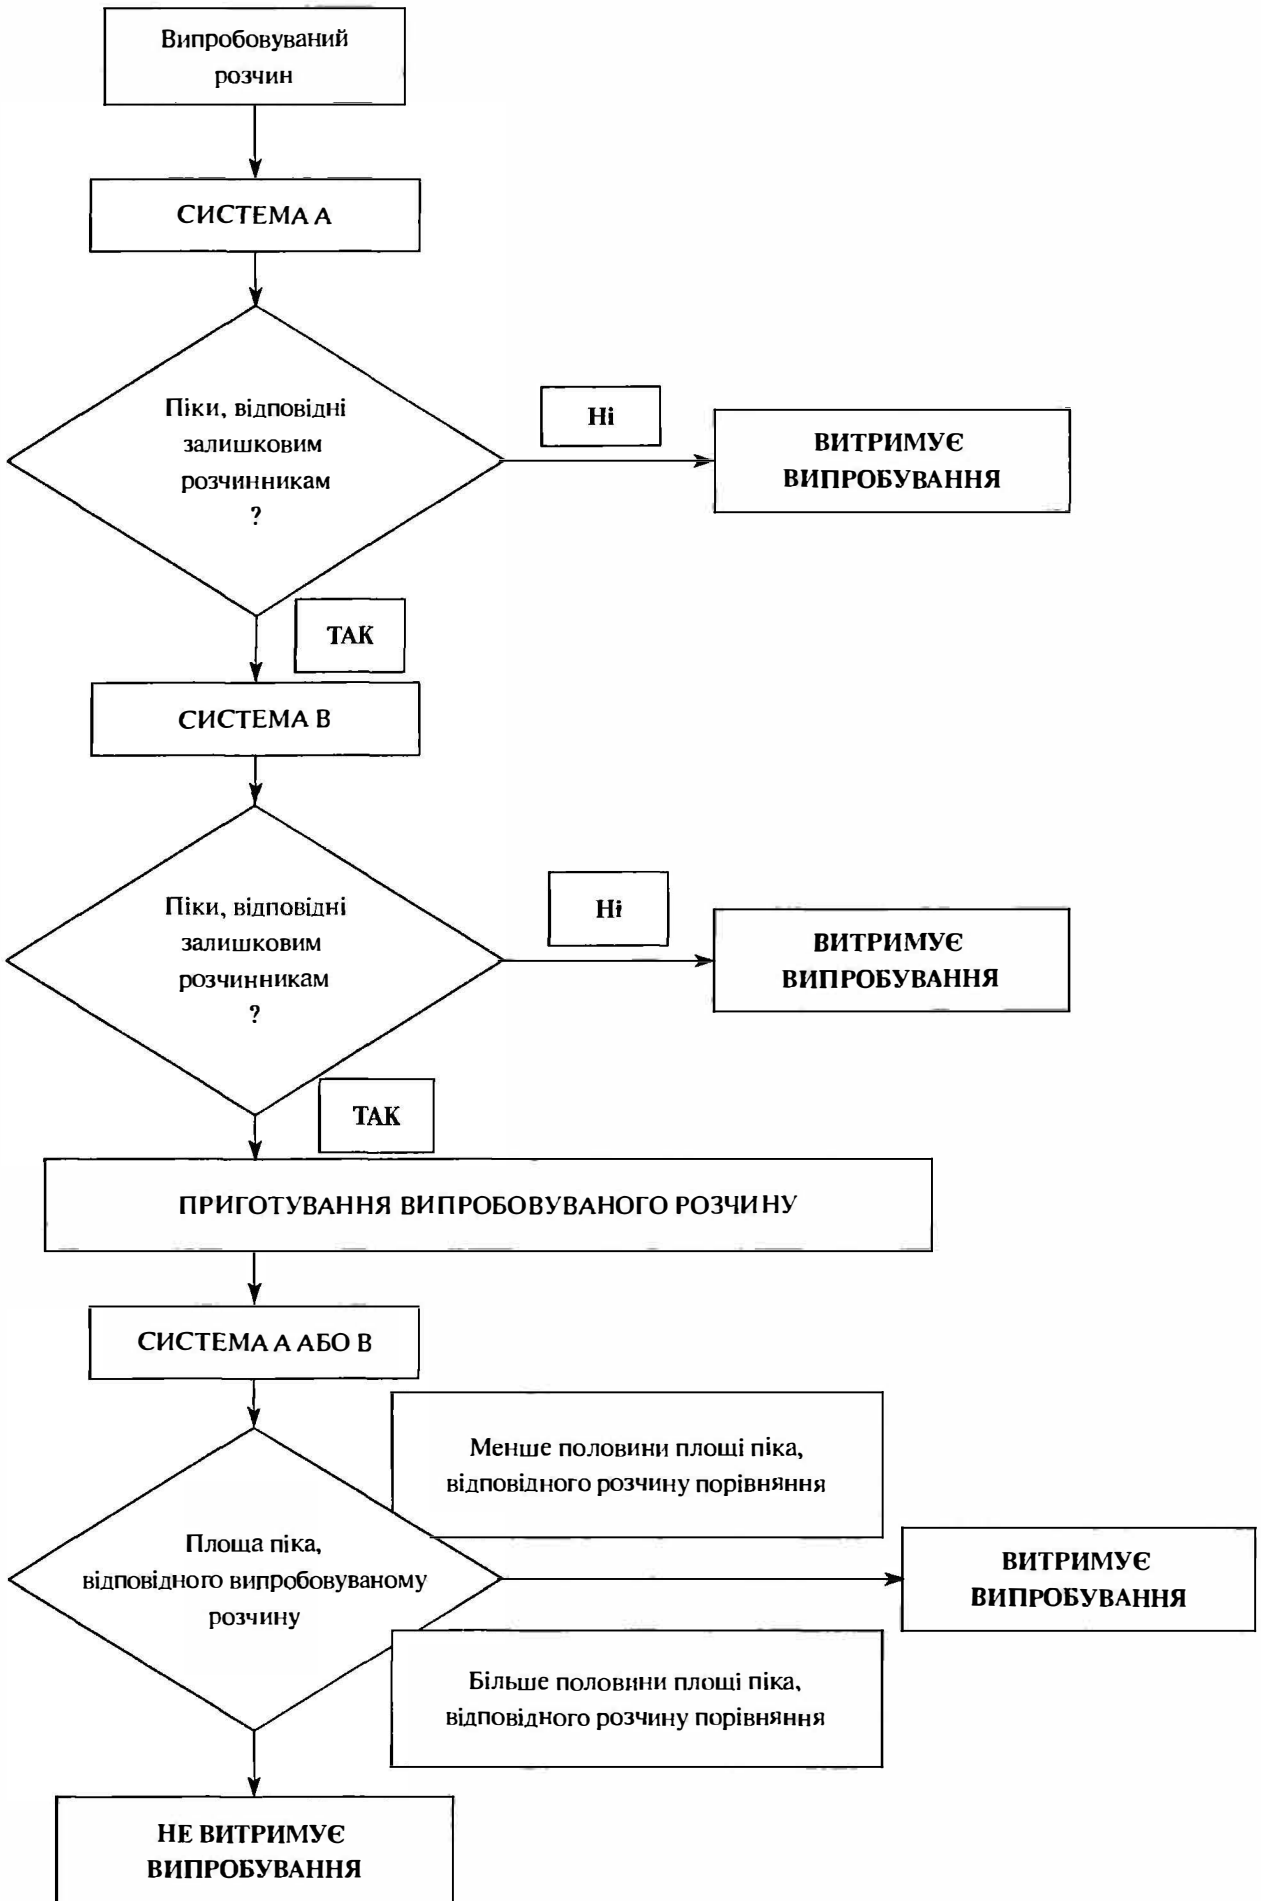 Випробовуваний
розчин
СИСТЕМА А
Піки, відповідні
залишковим
розчинникам
?
Ні
ВИТРИМУЄ
ВИПРОБУВАННЯ
ТАК
СИСТЕМА В
Піки, відповідні
залишковим
розчинникам
?
Ні
ВИТРИМУЄ
ВИПРОБУВАННЯ
ТАК
ПРИГОТУВАННЯ ВИПРОБОВУВАНОГО РОЗЧИНУ
СИСТЕМА А АБО В
Менше половини площі піка,
відповідного розчину порівняння
Площа піка,
відповідного випробовуваному
розчину
ВИТРИМУЄ
ВИПРОБУВАННЯ
Більше половини площі піка,
відповідного розчину порівняння
НЕ ВИТРИМУЄ
ВИПРОБУВАННЯ